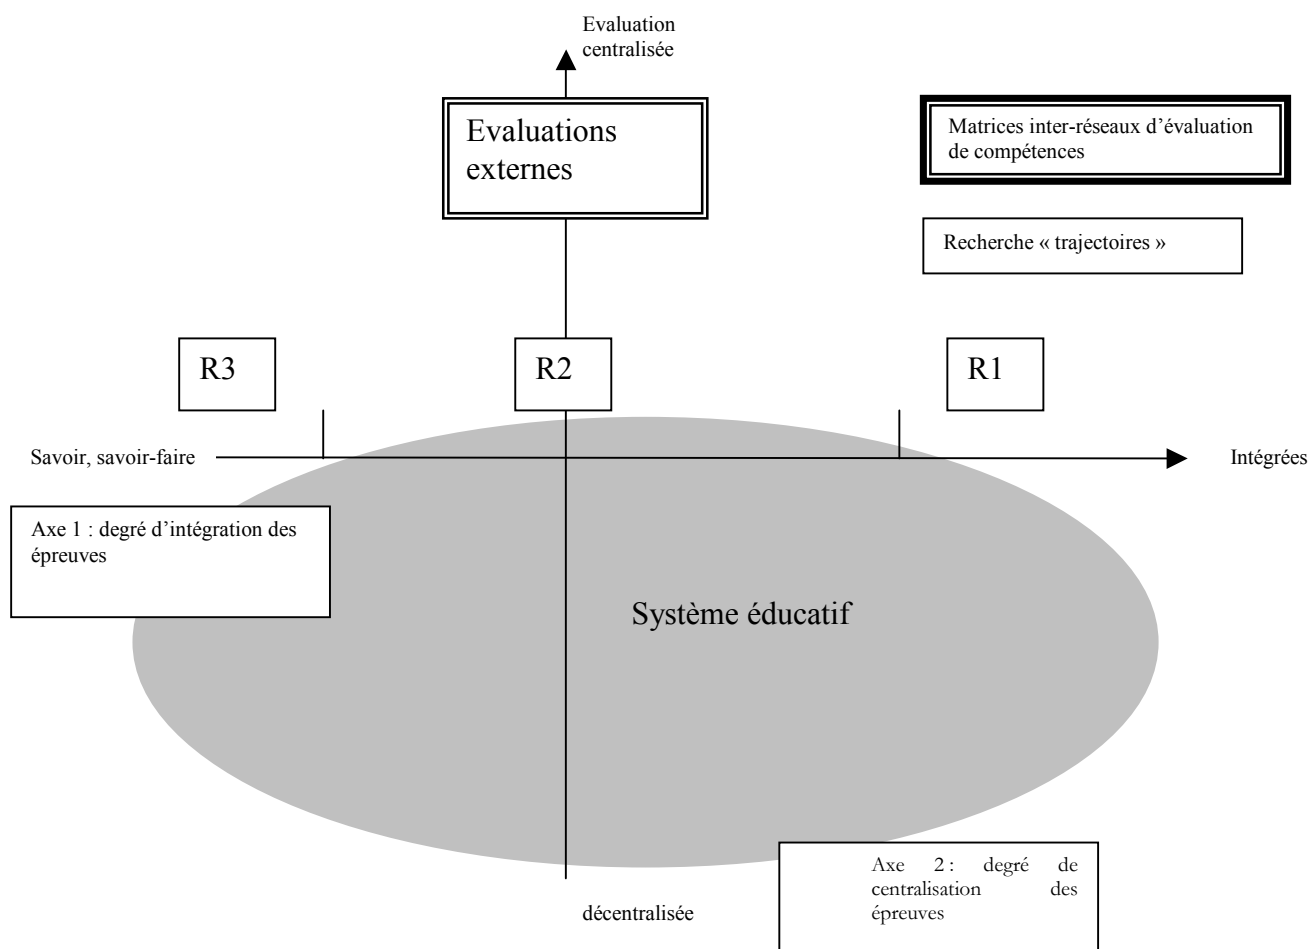 Evaluation
centralisée
Evaluations
externes
Matrices inter-réseaux d’évaluation
de compétences
Recherche « trajectoires »
R3
R2
R1
Savoir, savoir-faire
Intégrées
Axe 1 : degré d’intégration des
épreuves
Système éducatif
Axe 2 : degré de
centralisation des
épreuves
décentralisée